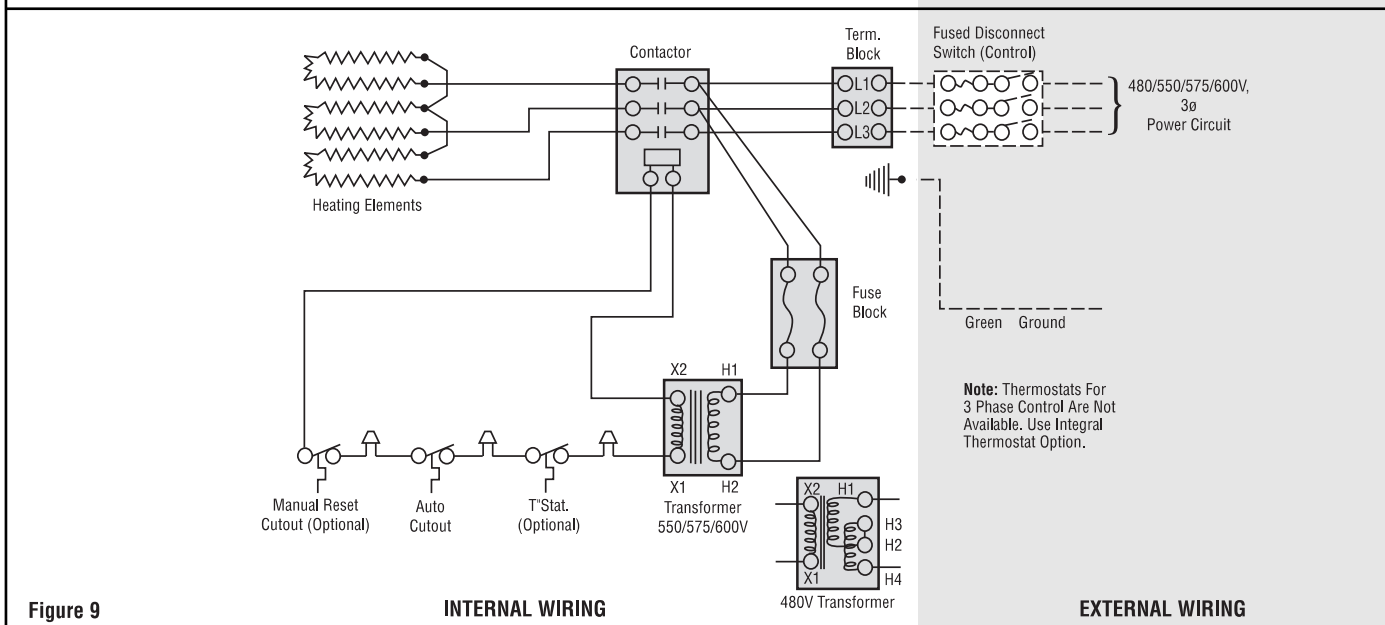 Contactor
Term.
Block
Fused Disconnect
Switch (Control)
L1
L2
L3
480/550/575/600V,
3ø
Power Circuit
Heating Elements
Fuse
Block
Green Ground
Note: Thermostats For
3 Phase Control Are Not
Available. Use Integral
Thermostat Option.
X2 H1
X1 H2
Transformer
550/575/600V
Manual Reset
Cutout (Optional)
Auto
Cutout
T"Stat.
(Optional)
X2 H1
H3
H2
X1 H4
480V Transformer
Figure 9
INTERNAL WIRING
EXTERNAL WIRING